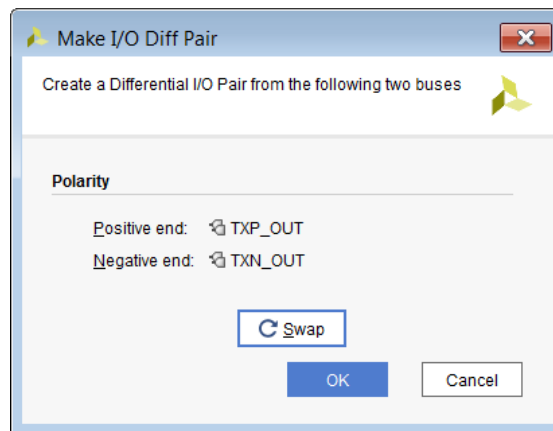 Make I/O Diff Pair
Create a Differential I/O Pair from the following two buses
Polarity
Positive end: TXP_OUT
Negative end: TXN_OUT
Swap
OK Cancel